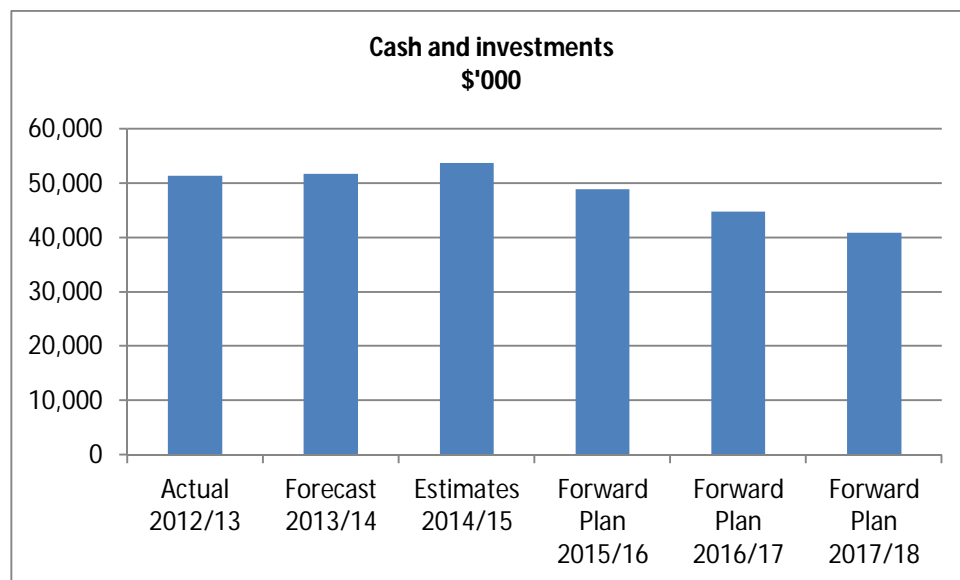 Cash and investments
$'000
60,000
50,000
40,000
30,000
20,000
10,000
0
Actual
2012/13
Forecast
2013/14
Estimates
2014/15
Forward
Plan
2015/16
Forward
Plan
2016/17
Forward
Plan
2017/18